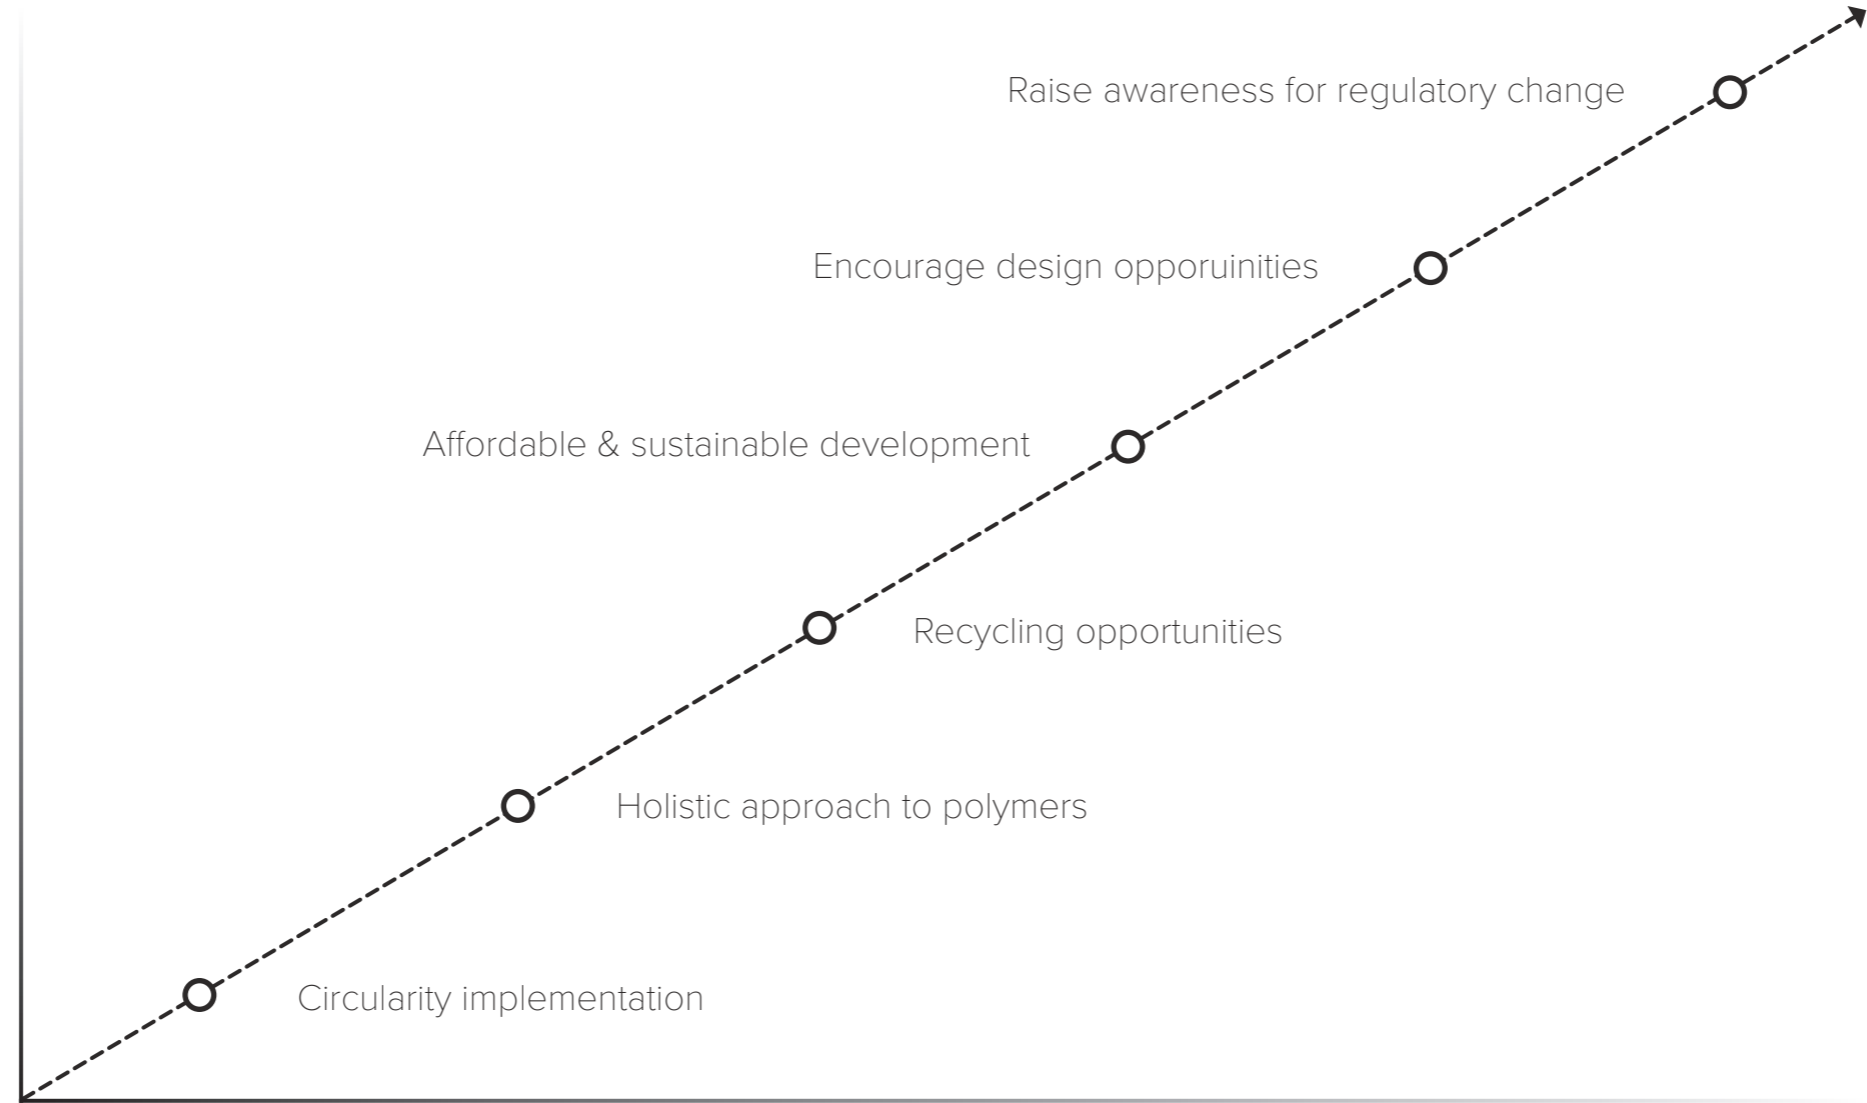 Raise awareness for regulatory change
Encourage design opporuinities
Affordable & sustainable development
Recycling opportunities
Holistic approach to polymers
Circularity implementation